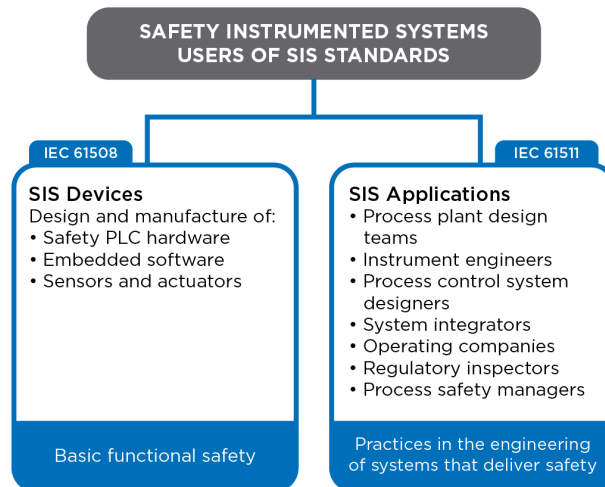 SAFETY INSTRUMENTED SYSTEMS
USERS OF SIS STANDARDS
IEC 61508
SIS Devices
Design and manufacture of:
• Safety PLC hardware
• Embedded software
• Sensors and actuators
Basic functional safety
IEC 61511
SIS Applications
• Process plant design
teams
• Instrument engineers
• Process control system
designers
• System integrators
• Operating companies
• Regulatory inspectors
• Process safety managers
Practices in the engineering
of systems that deliver safety